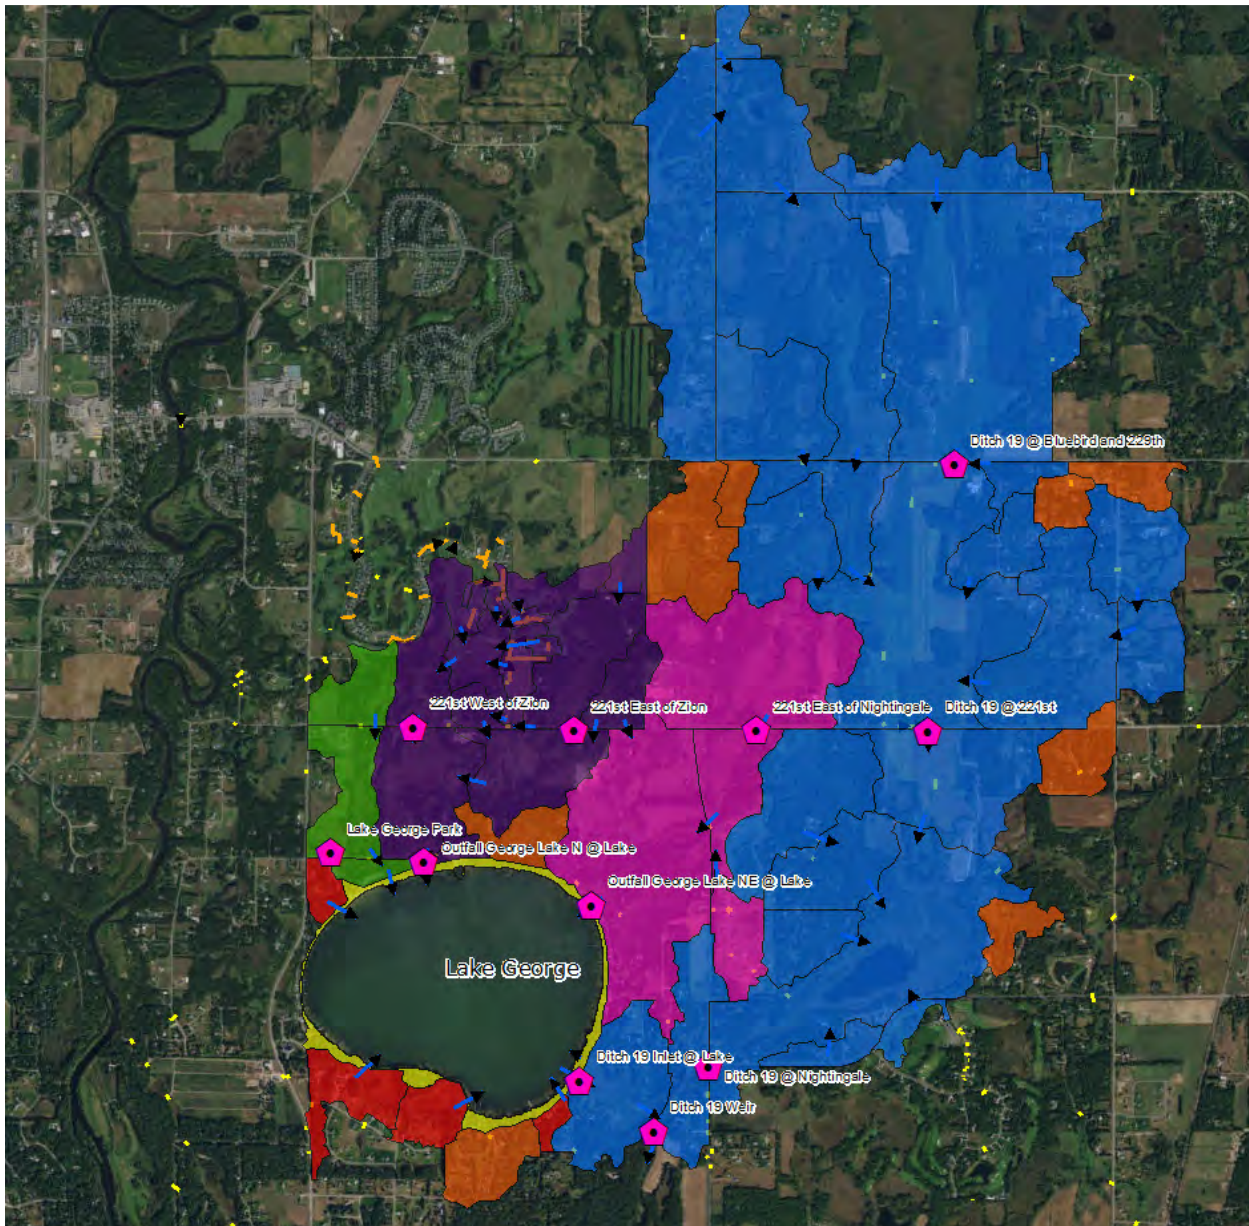 Ditch 19 @ Bluebird and 229th
221st West of Zion
221st East of Zion
221st East of Nightingale
Ditch 19 @ 221st
Lake George Park
Outfall George Lake N @ Lake
Outfall George Lake NE @ Lake
Lake George
Ditch 19 Inlet @ Lake
Ditch 19 @ Nightingale
Ditch 19 Weir